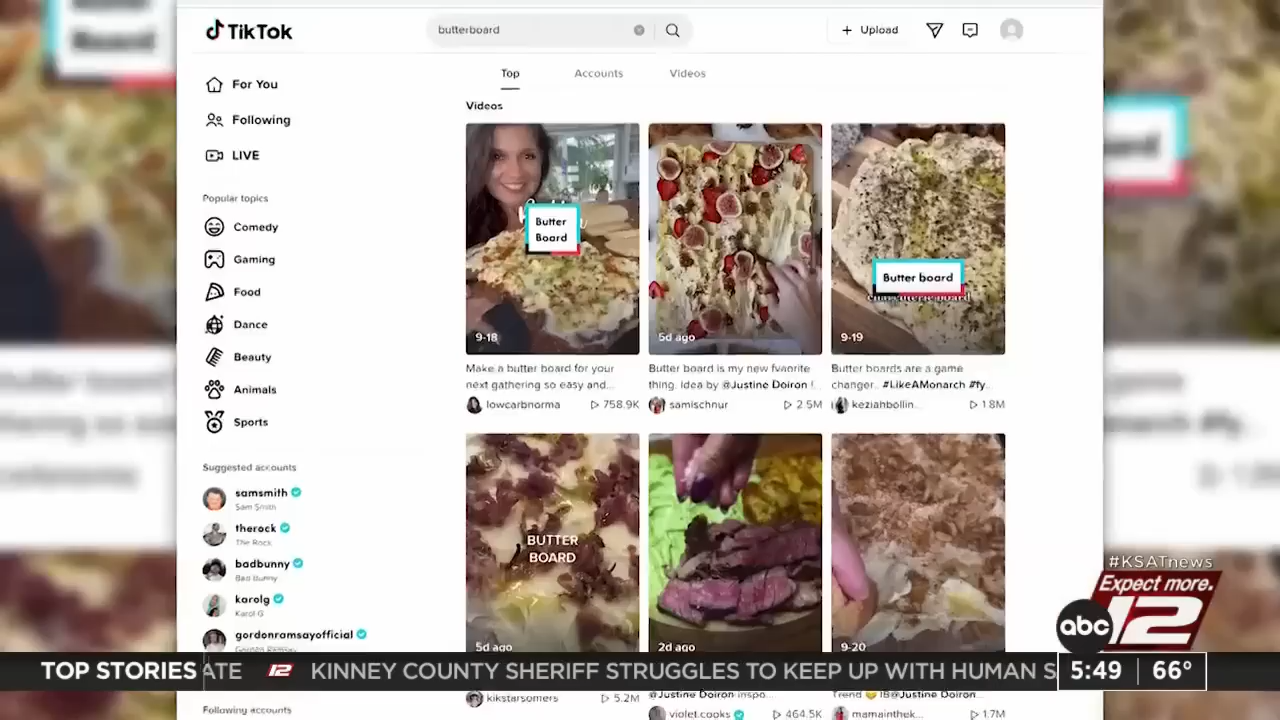 TikTok
butterboard
+ Upload
For You
Following
LIVE
Popular topics
Comedy
Gaming
Food
Dance
Beauty
Animals
Sports
Suggested accounts
samsmith
Sam Smith
therock
The Rock
badbunny
Bad Bunny
karolg
Karol G
gordonramsayofficial
Following accounts
Top
Accounts
Videos
Videos
Butter
Board
9-18
5d ago
Butter board
charcuterie board
9-19
Make a butter board for your
next gathering so easy and...
lowcarbnorma
758.9K
Butter board is my new fvarite
thing. Idea by @Justine Doiron !
samischnur
2.5M
Butter boards are a game
changer.. #LikeAMonarch #fy...
keziahbollin...
1.8M
BUTTER
BOARD
5d ago
2d ago
9-20
kikstarsomers
5.2M
@Justine Doiron inspo...
violet.cooks
464.5K
Trend IB@Justine Doiron...
mamainthek...
1.7M
#KSATnews
Expect more.
abc 12
TOP STORIES
ATE 12 KINNEY COUNTY SHERIFF STRUGGLES TO KEEP UP WITH HUMAN S
5:49 66°